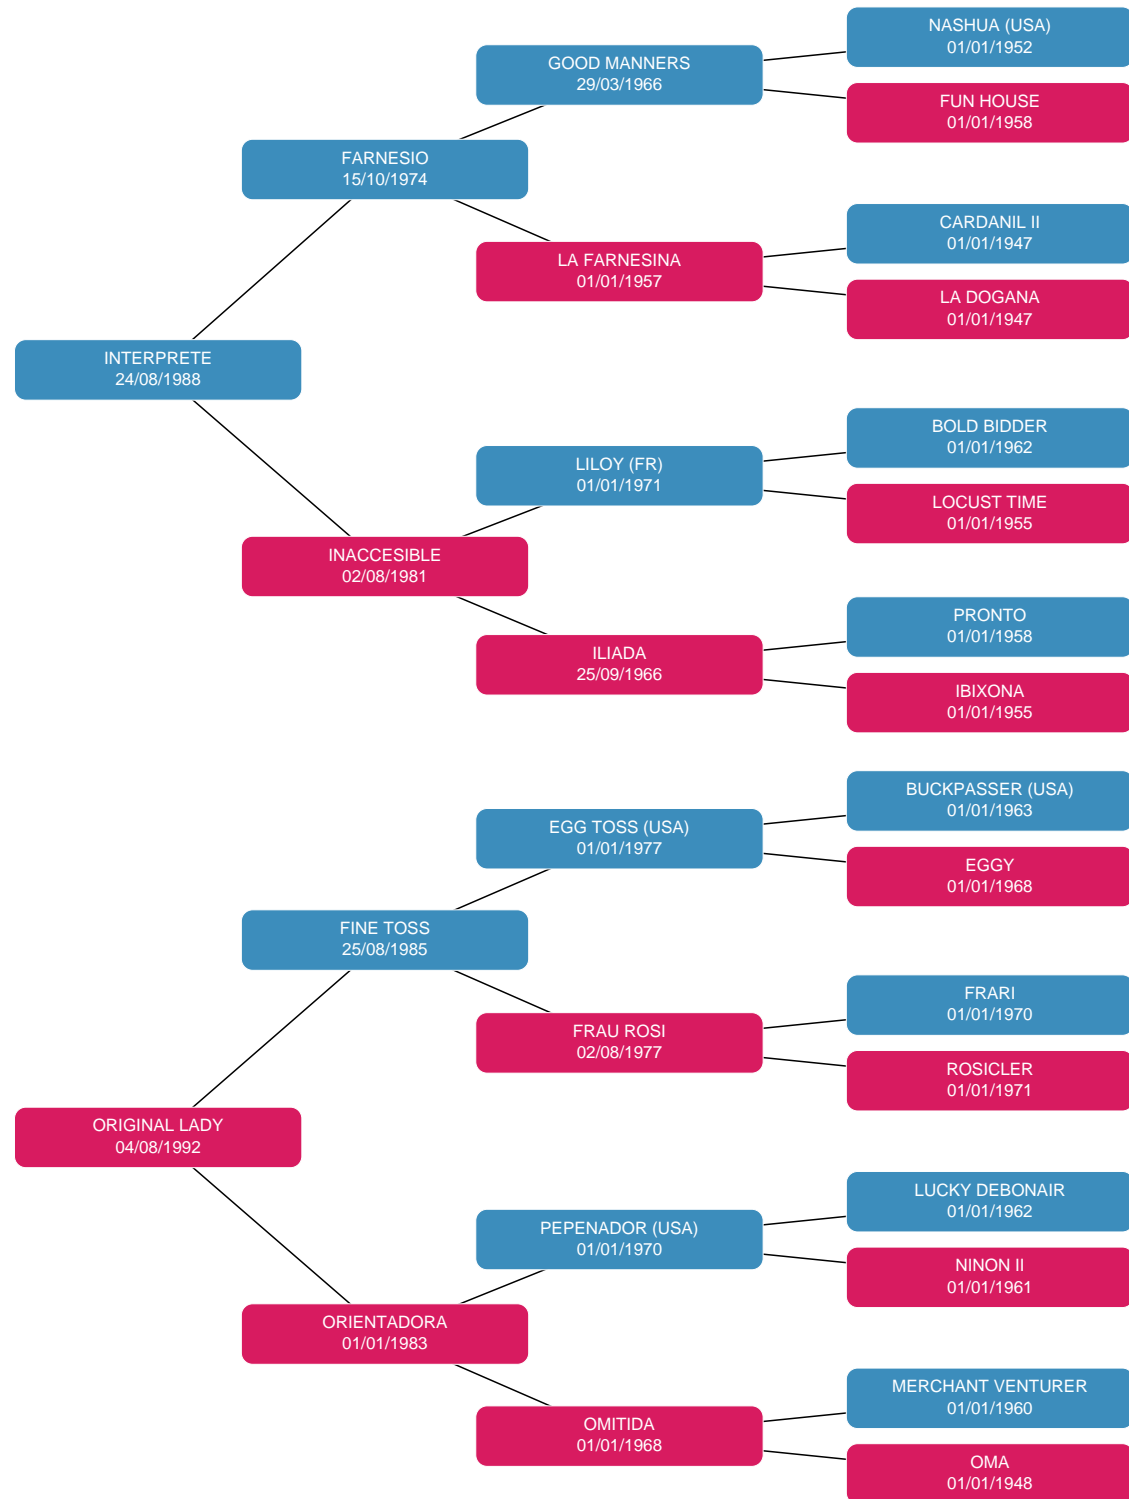 NASHUA (USA)
01/01/1952
GOOD MANNERS
29/03/1966
FUN HOUSE
01/01/1958
FARNESIO
15/10/1974
CARDANIL II
01/01/1947
LA FARNESINA
01/01/1957
LA DOGANA
01/01/1947
INTERPRETE
24/08/1988
BOLD BIDDER
01/01/1962
LILOY (FR)
01/01/1971
LOCUST TIME
01/01/1955
INACCESIBLE
02/08/1981
PRONTO
01/01/1958
ILIADA
25/09/1966
IBIXONA
01/01/1955
BUCKPASSER (USA)
01/01/1963
EGG TOSS (USA)
01/01/1977
EGGY
01/01/1968
FINE TOSS
25/08/1985
FRARI
01/01/1970
FRAU ROSI
02/08/1977
ROSICLER
01/01/1971
ORIGINAL LADY
04/08/1992
LUCKY DEBONAIR
01/01/1962
PEPENADOR (USA)
01/01/1970
NINON II
01/01/1961
ORIENTADORA
01/01/1983
MERCHANT VENTURER
01/01/1960
OMITIDA
01/01/1968
OMA
01/01/1948